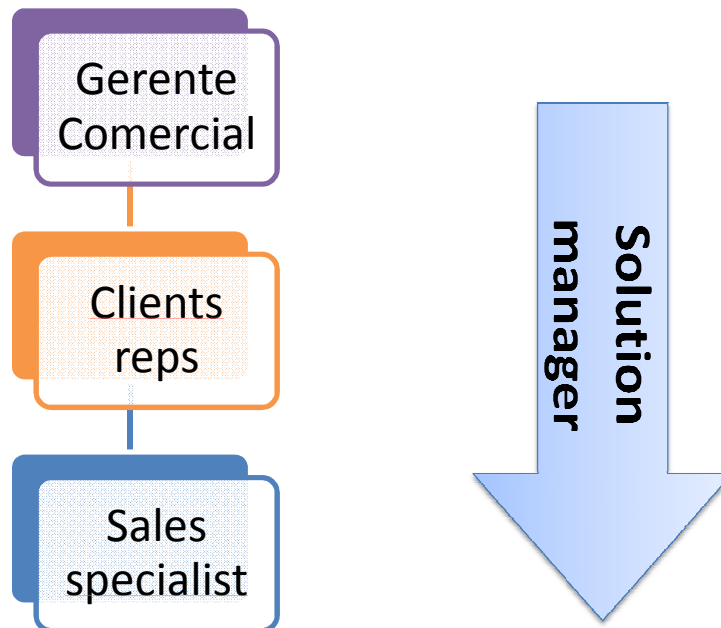 Gerente
Comercial
Clients
reps
Sales
specialist
Solution
manager